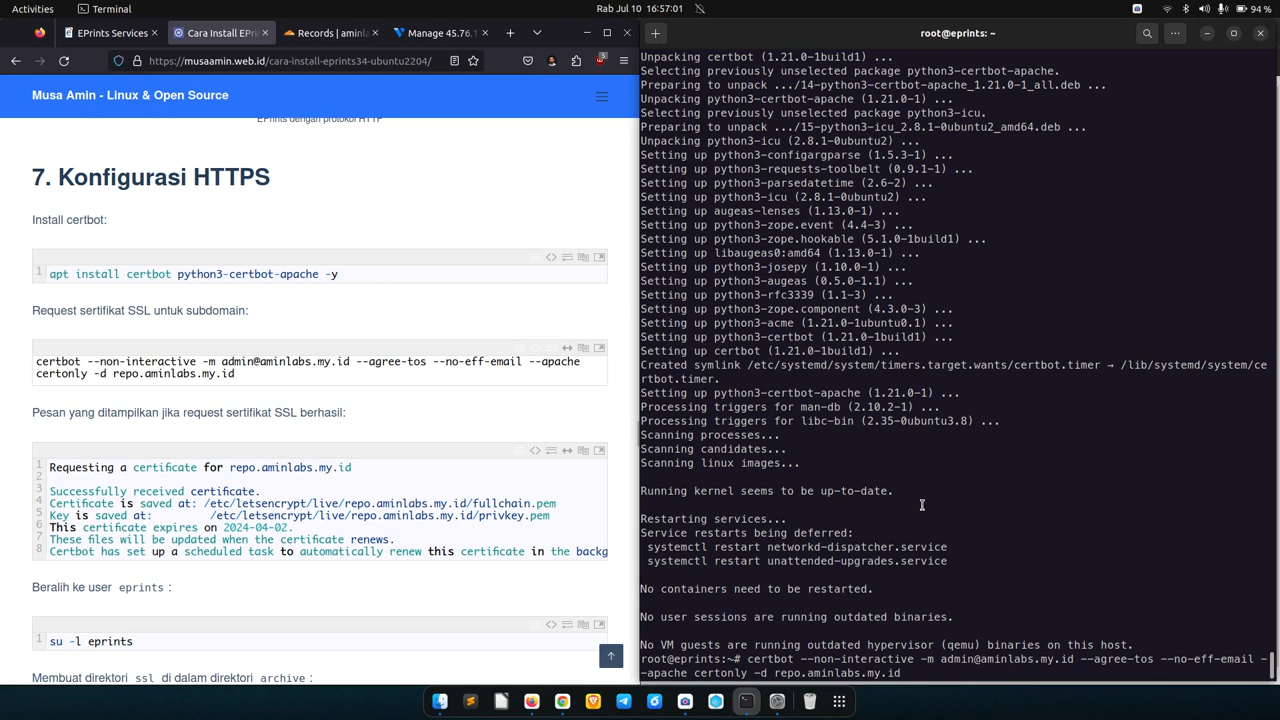 Activities
Terminal
Rab Jul 10 16:57:01
94 %
EPrints Services
Cara Install EPri
Records | aminla
Manage 45.76.1
root@eprints: ~
https://musaamin.web.id/cara-install-eprints34-ubuntu2204/
Musa Amin - Linux & Open Source
EPrints dengan protokol HTTP
7. Konfigurasi HTTPS
Install certbot:
1 apt install certbot python3-certbot-apache -y
Request sertifikat SSL untuk subdomain:
certbot --non-interactive -m admin@aminlabs.my.id --agree-tos --no-eff-email --apache
certonly -d repo.aminlabs.my.id
Pesan yang ditampilkan jika request sertifikat SSL berhasil:
1 Requesting a certificate for repo.aminlabs.my.id
2
3 Successfully received certificate.
4 Certificate is saved at: /etc/letsencrypt/live/repo.aminlabs.my.id/fullchain.pem
5 Key is saved at:         /etc/letsencrypt/live/repo.aminlabs.my.id/privkey.pem
6 This certificate expires on 2024-04-02.
7 These files will be updated when the certificate renews.
8 Certbot has set up a scheduled task to automatically renew this certificate in the backg
Beralih ke user eprints :
1 su -l eprints
Membuat direktori ssl di dalam direktori archive :
Unpacking certbot (1.21.0-1build1) ...
Selecting previously unselected package python3-certbot-apache.
Preparing to unpack .../14-python3-certbot-apache_1.21.0-1_all.deb ...
Unpacking python3-certbot-apache (1.21.0-1) ...
Selecting previously unselected package python3-icu.
Preparing to unpack .../15-python3-icu_2.8.1-0ubuntu2_amd64.deb ...
Unpacking python3-icu (2.8.1-0ubuntu2) ...
Setting up python3-configargparse (1.5.3-1) ...
Setting up python3-requests-toolbelt (0.9.1-1) ...
Setting up python3-parsedatetime (2.6-2) ...
Setting up python3-icu (2.8.1-0ubuntu2) ...
Setting up augeas-lenses (1.13.0-1) ...
Setting up python3-zope.event (4.4-3) ...
Setting up python3-zope.hookable (5.1.0-1build1) ...
Setting up libaugeas0:amd64 (1.13.0-1) ...
Setting up python3-josepy (1.10.0-1) ...
Setting up python3-augeas (0.5.0-1.1) ...
Setting up python3-rfc3339 (1.1-3) ...
Setting up python3-zope.component (4.3.0-3) ...
Setting up python3-acme (1.21.0-1ubuntu0.1) ...
Setting up python3-certbot (1.21.0-1build1) ...
Setting up certbot (1.21.0-1build1) ...
Created symlink /etc/systemd/system/timers.target.wants/certbot.timer → /lib/systemd/system/ce
rtbot.timer.
Setting up python3-certbot-apache (1.21.0-1) ...
Processing triggers for man-db (2.10.2-1) ...
Processing triggers for libc-bin (2.35-0ubuntu3.8) ...
Scanning processes...
Scanning candidates...
Scanning linux images...
Running kernel seems to be up-to-date.
Restarting services...
Service restarts being deferred:
systemctl restart networkd-dispatcher.service
systemctl restart unattended-upgrades.service
No containers need to be restarted.
No user sessions are running outdated binaries.
No VM guests are running outdated hypervisor (qemu) binaries on this host.
root@eprints:~# certbot --non-interactive -m admin@aminlabs.my.id --agree-tos --no-eff-email -
-apache certonly -d repo.aminlabs.my.id